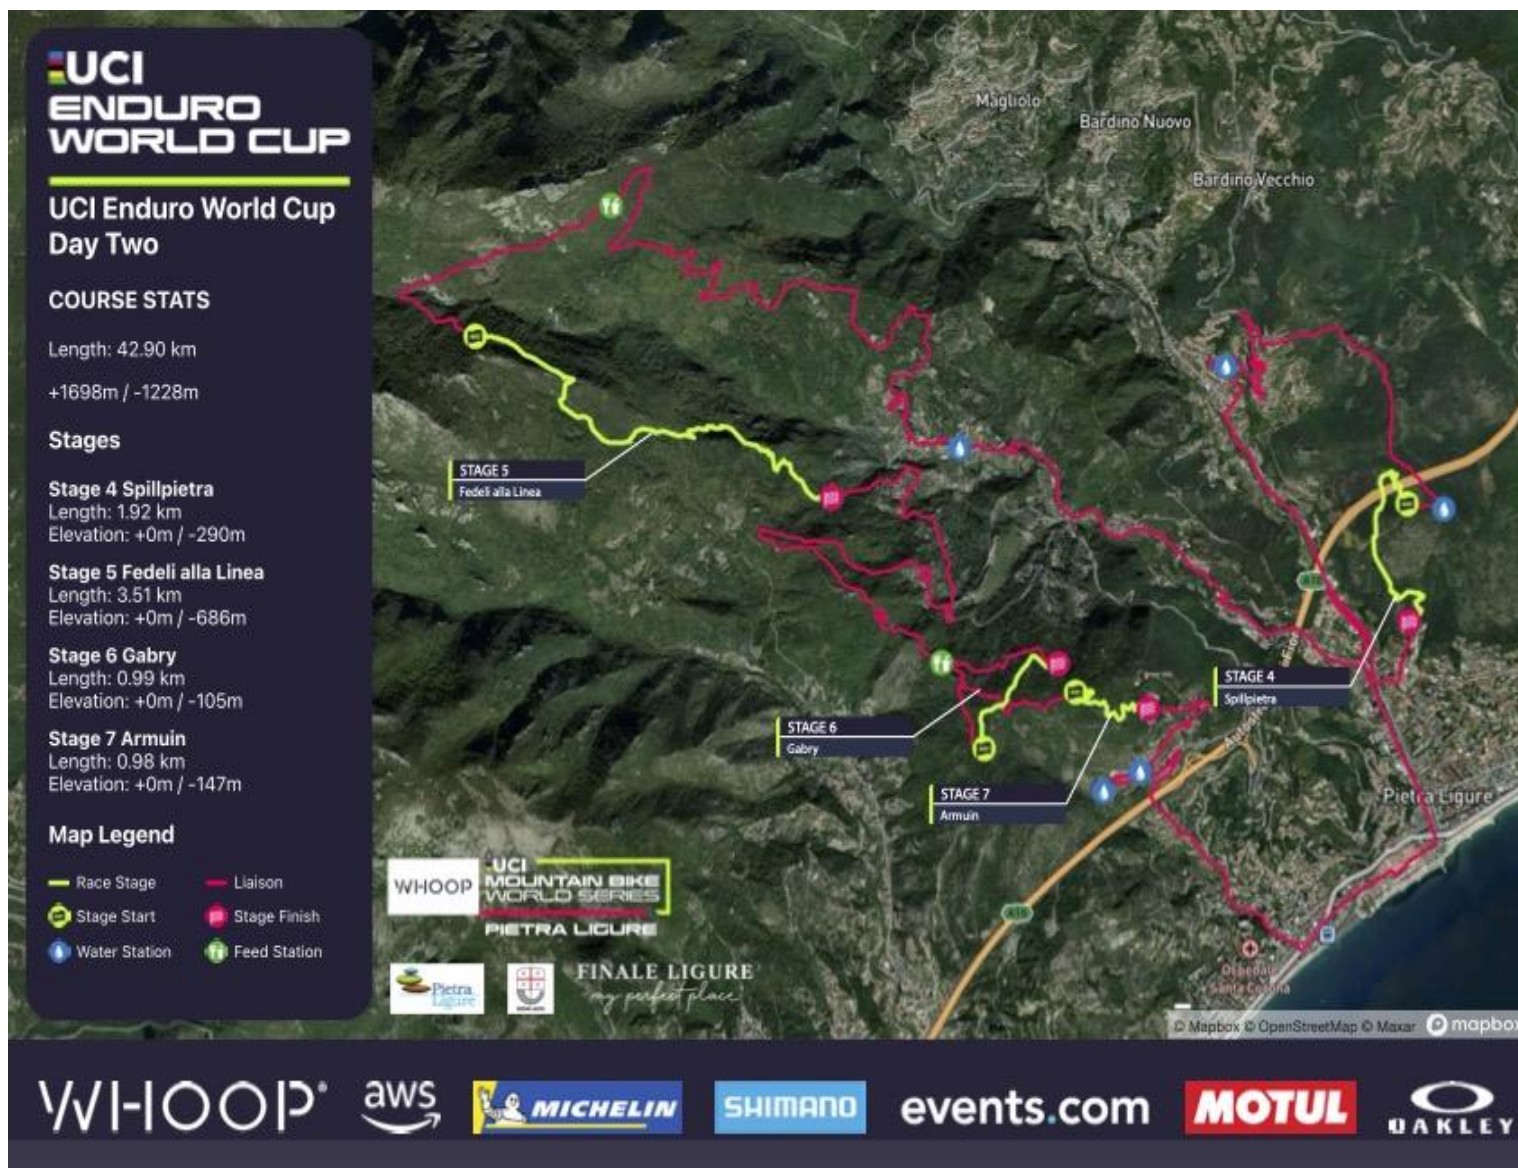 UCI
ENDURO
WORLD CUP
UCI Enduro World Cup
Day Two
COURSE STATS
Length: 42.90 km
+1698m / -1228m
Stages
Stage 4 Spillpietra
Length: 1.92 km
Elevation: +0m / -290m
Stage 5 Fedeli alla Linea
Length: 3.51 km
Elevation: +0m / -686m
Stage 6 Gabry
Length: 0.99 km
Elevation: +0m / -105m
Stage 7 Armuin
Length: 0.98 km
Elevation: +0m / -147m
Map Legend
Race Stage
Liaison
Stage Start
Stage Finish
Water Station
Feed Station
Magliolo
Bardino Nuovo
Bardino Vecchio
STAGE 5
Fedeli alla Linea
STAGE 4
Spillpietra
STAGE 6
Gabry
STAGE 7
Armuin
Pietra Ligure
A10
Ospedale
Santa Corona
WHOOP
UCI
MOUNTAIN BIKE
WORLD SERIES
PIETRA LIGURE
Pietra
Ligure
FINALE LIGURE
my perfect place
© Mapbox © OpenStreetMap © Maxar
mapbox
WHOOP
aws
MICHELIN
SHIMANO
events.com
MOTUL
OAKLEY